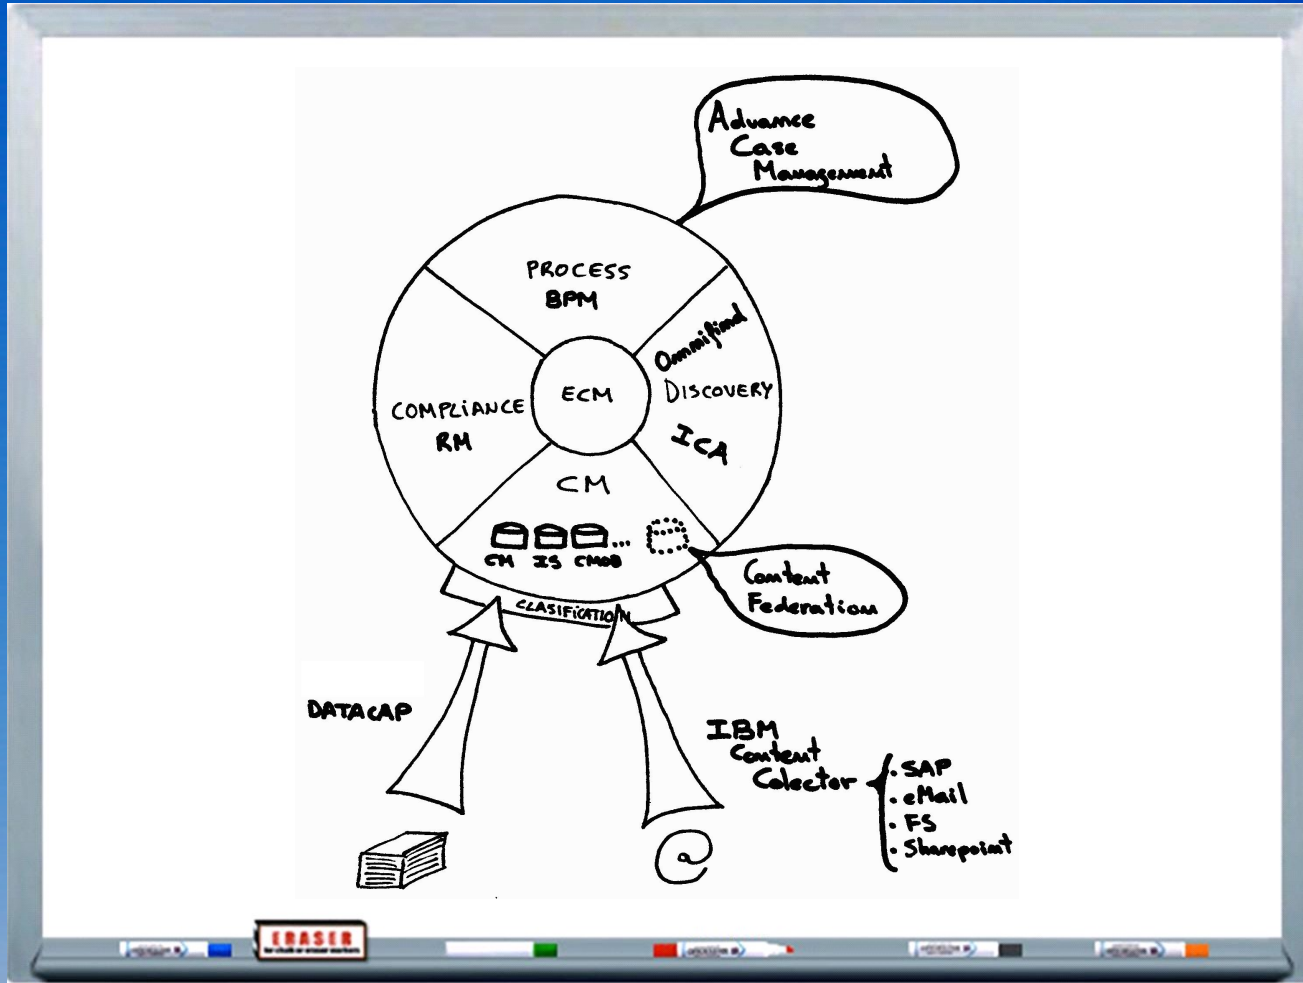 Advance
Case
Management
PROCESS
BPM
Omnifind
DISCOVERY
ICA
ECM
COMPLiANCE
RM
CM
CM IS CMOB ...
Content
Federation
CLASiFiCATiON
DATACAP
IBM
Content
Colector
• SAP
• eMail
• FS
• Sharepoint
@
ERASER